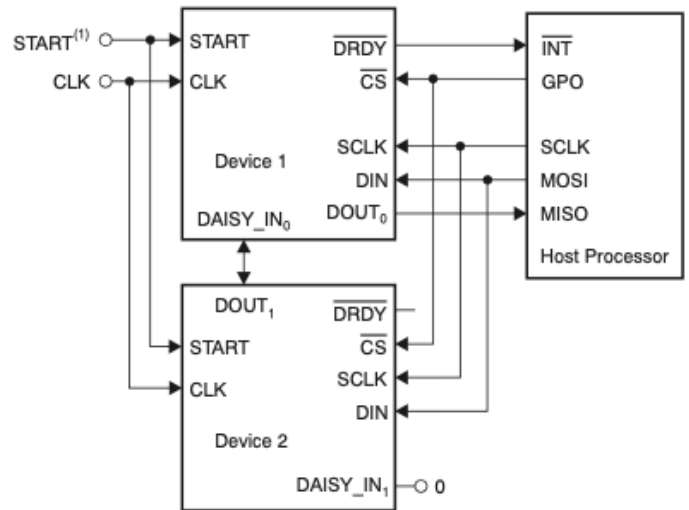 START(1)
CLK
START
CLK
Device 1
DAISY_IN0
DRDY
CS
SCLK
DIN
DOUT0
INT
GPO
SCLK
MOSI
MISO
Host Processor
DOUT1
START
CLK
Device 2
DRDY
CS
SCLK
DIN
DAISY_IN1
0